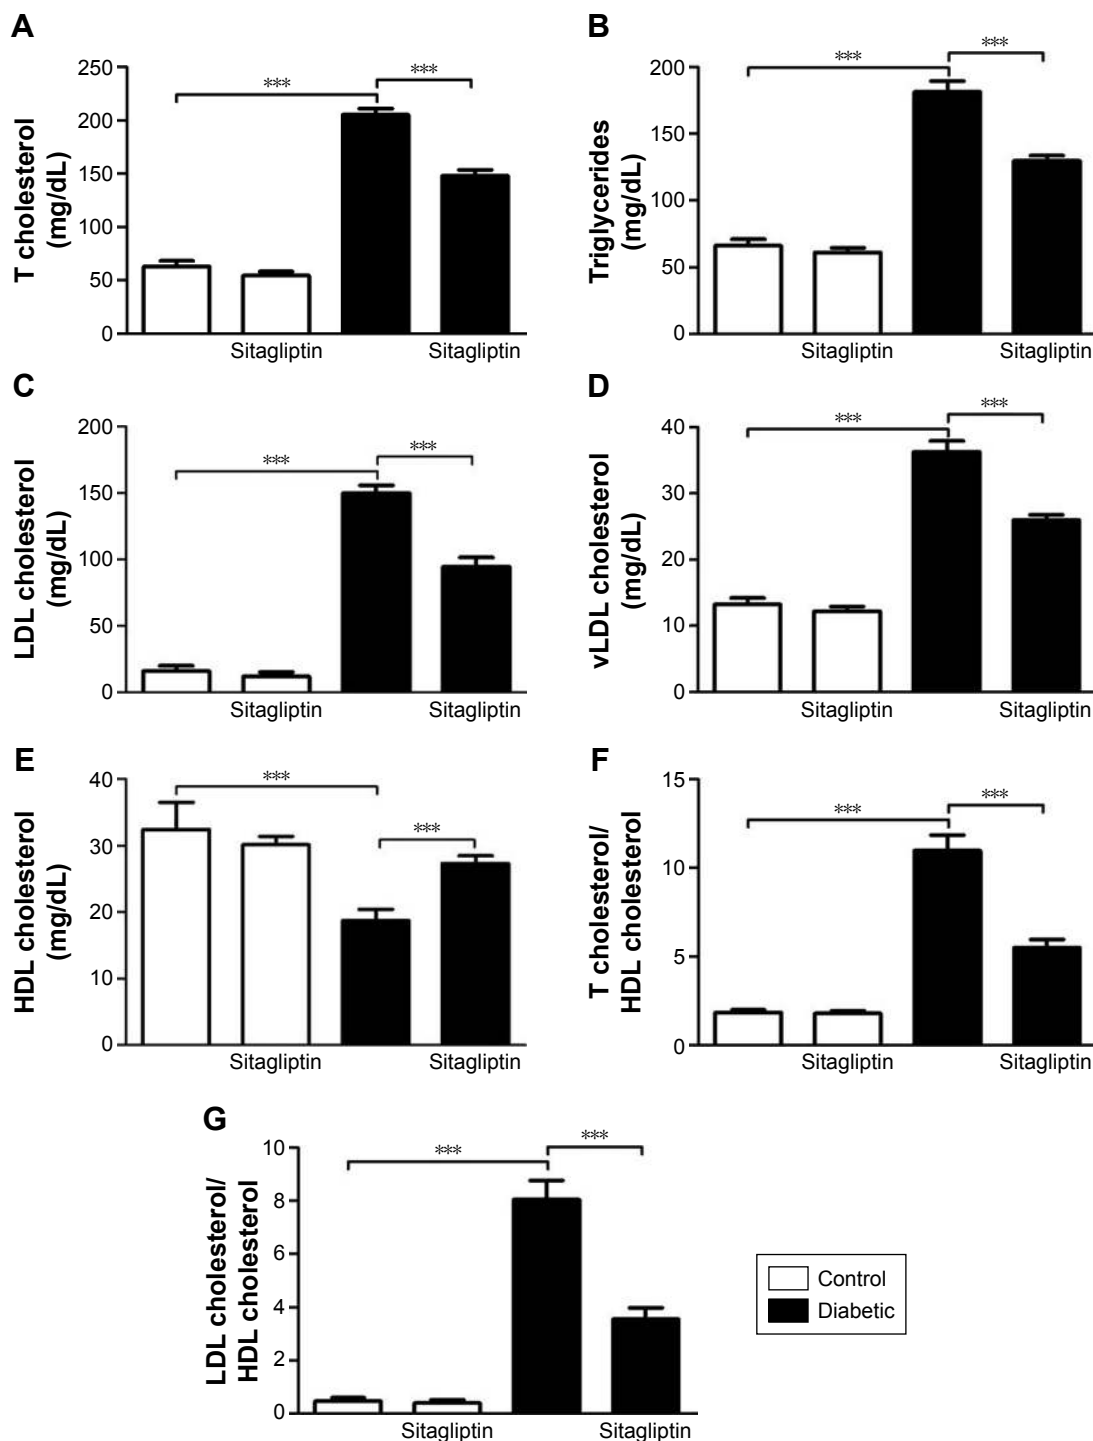 A
T cholesterol
(mg/dL)
250
200
150
100
50
0
***
***
Sitagliptin
Sitagliptin
B
Triglycerides
(mg/dL)
200
150
100
50
0
***
***
Sitagliptin
Sitagliptin
C
LDL cholesterol
(mg/dL)
200
150
100
50
0
***
***
Sitagliptin
Sitagliptin
D
vLDL cholesterol
(mg/dL)
40
30
20
10
0
***
***
Sitagliptin
Sitagliptin
E
HDL cholesterol
(mg/dL)
40
30
20
10
0
***
***
Sitagliptin
Sitagliptin
F
T cholesterol/
HDL cholesterol
15
10
5
0
***
***
Sitagliptin
Sitagliptin
G
LDL cholesterol/
HDL cholesterol
10
8
6
4
2
0
***
***
Sitagliptin
Sitagliptin
Control
Diabetic